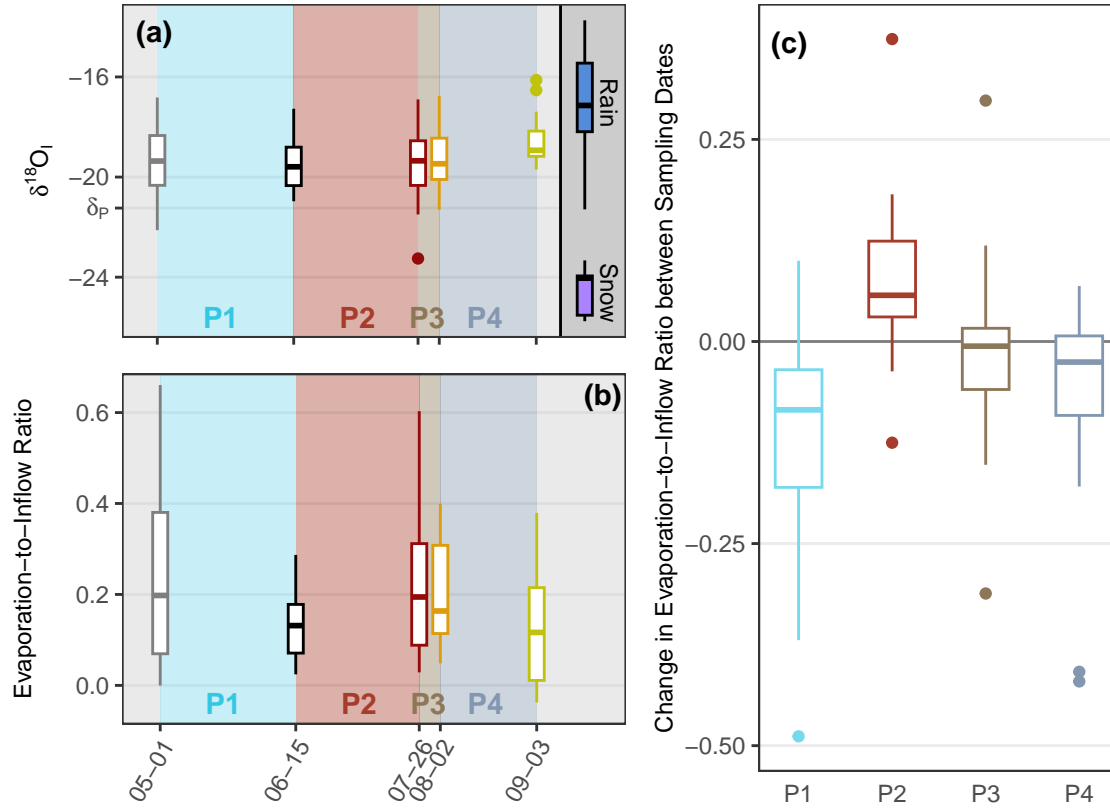 (a)
δ¹⁸O_I
−16
−20
δ_P
−24
P1
P2
P3
P4
Rain
Snow
(b)
Evaporation−to−Inflow Ratio
0.6
0.4
0.2
0.0
P1
P2
P3
P4
05−01
06−15
07−26
08−02
09−03
(c)
Change in Evaporation−to−Inflow Ratio between Sampling Dates
0.25
0.00
−0.25
−0.50
P1
P2
P3
P4